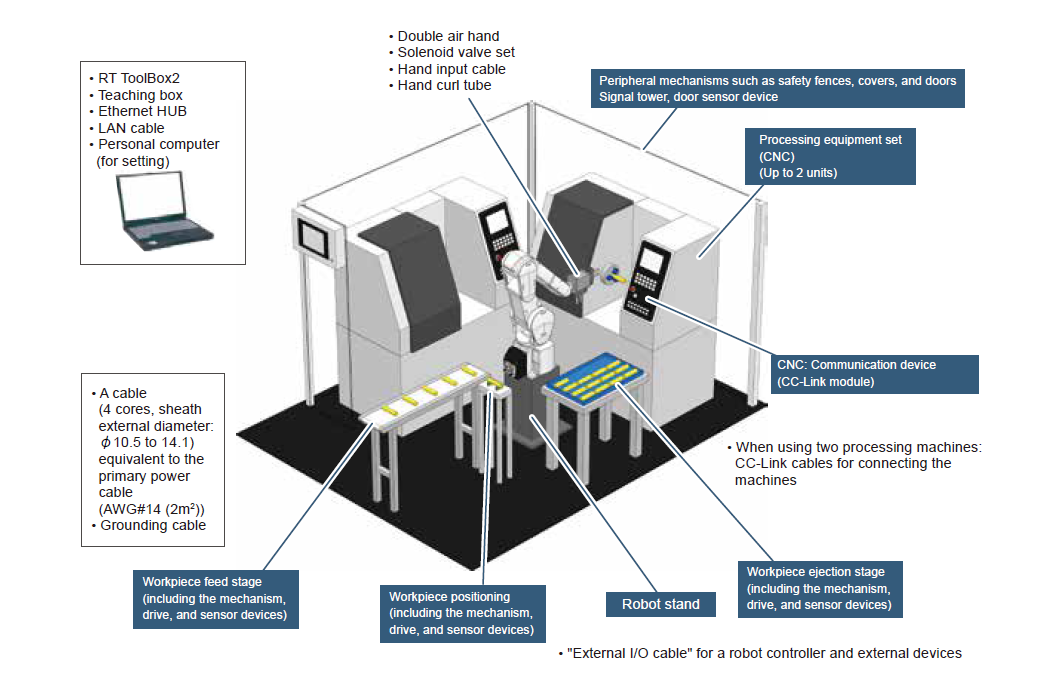 • Double air hand
• Solenoid valve set
• Hand input cable
• Hand curl tube
• RT ToolBox2
• Teaching box
• Ethernet HUB
• LAN cable
• Personal computer
(for setting)
Peripheral mechanisms such as safety fences, covers, and doors
Signal tower, door sensor device
Processing equipment set
(CNC)
(Up to 2 units)
CNC: Communication device
(CC-Link module)
• A cable
(4 cores, sheath
external diameter:
φ 10.5 to 14.1)
equivalent to the
primary power
cable
(AWG#14 (2m²))
• Grounding cable
• When using two processing machines:
CC-Link cables for connecting the
machines
Workpiece feed stage
(including the mechanism,
drive, and sensor devices)
Workpiece positioning
(including the mechanism,
drive, and sensor devices)
Robot stand
Workpiece ejection stage
(including the mechanism,
drive, and sensor devices)
• "External I/O cable" for a robot controller and external devices